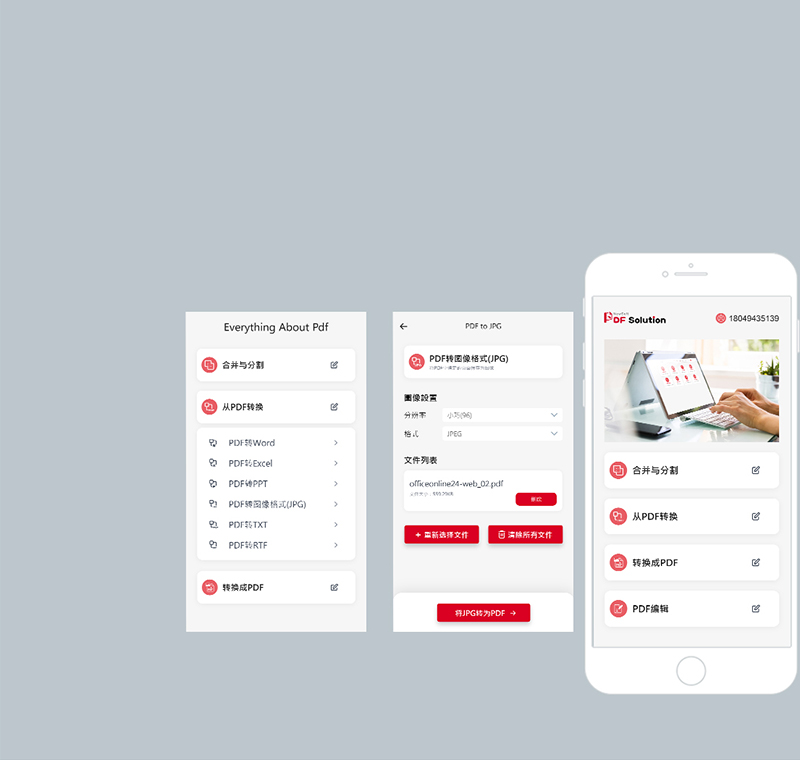 Everything About Pdf
合并与分割
从PDF转换
PDF转Word
PDF转Excel
PDF转PPT
PDF转图像格式(JPG)
PDF转TXT
PDF转RTF
转换成PDF
PDF to JPG
PDF转图像格式(JPG)
图像設置
分辨率 小巧(96)
格式 JPEG
文件列表
officeonline24-web_02.pdf
重新选择文件
清除所有文件
将JPG转为PDF
PDF Solution
18049435139
合并与分割
从PDF转换
转换成PDF
PDF编辑